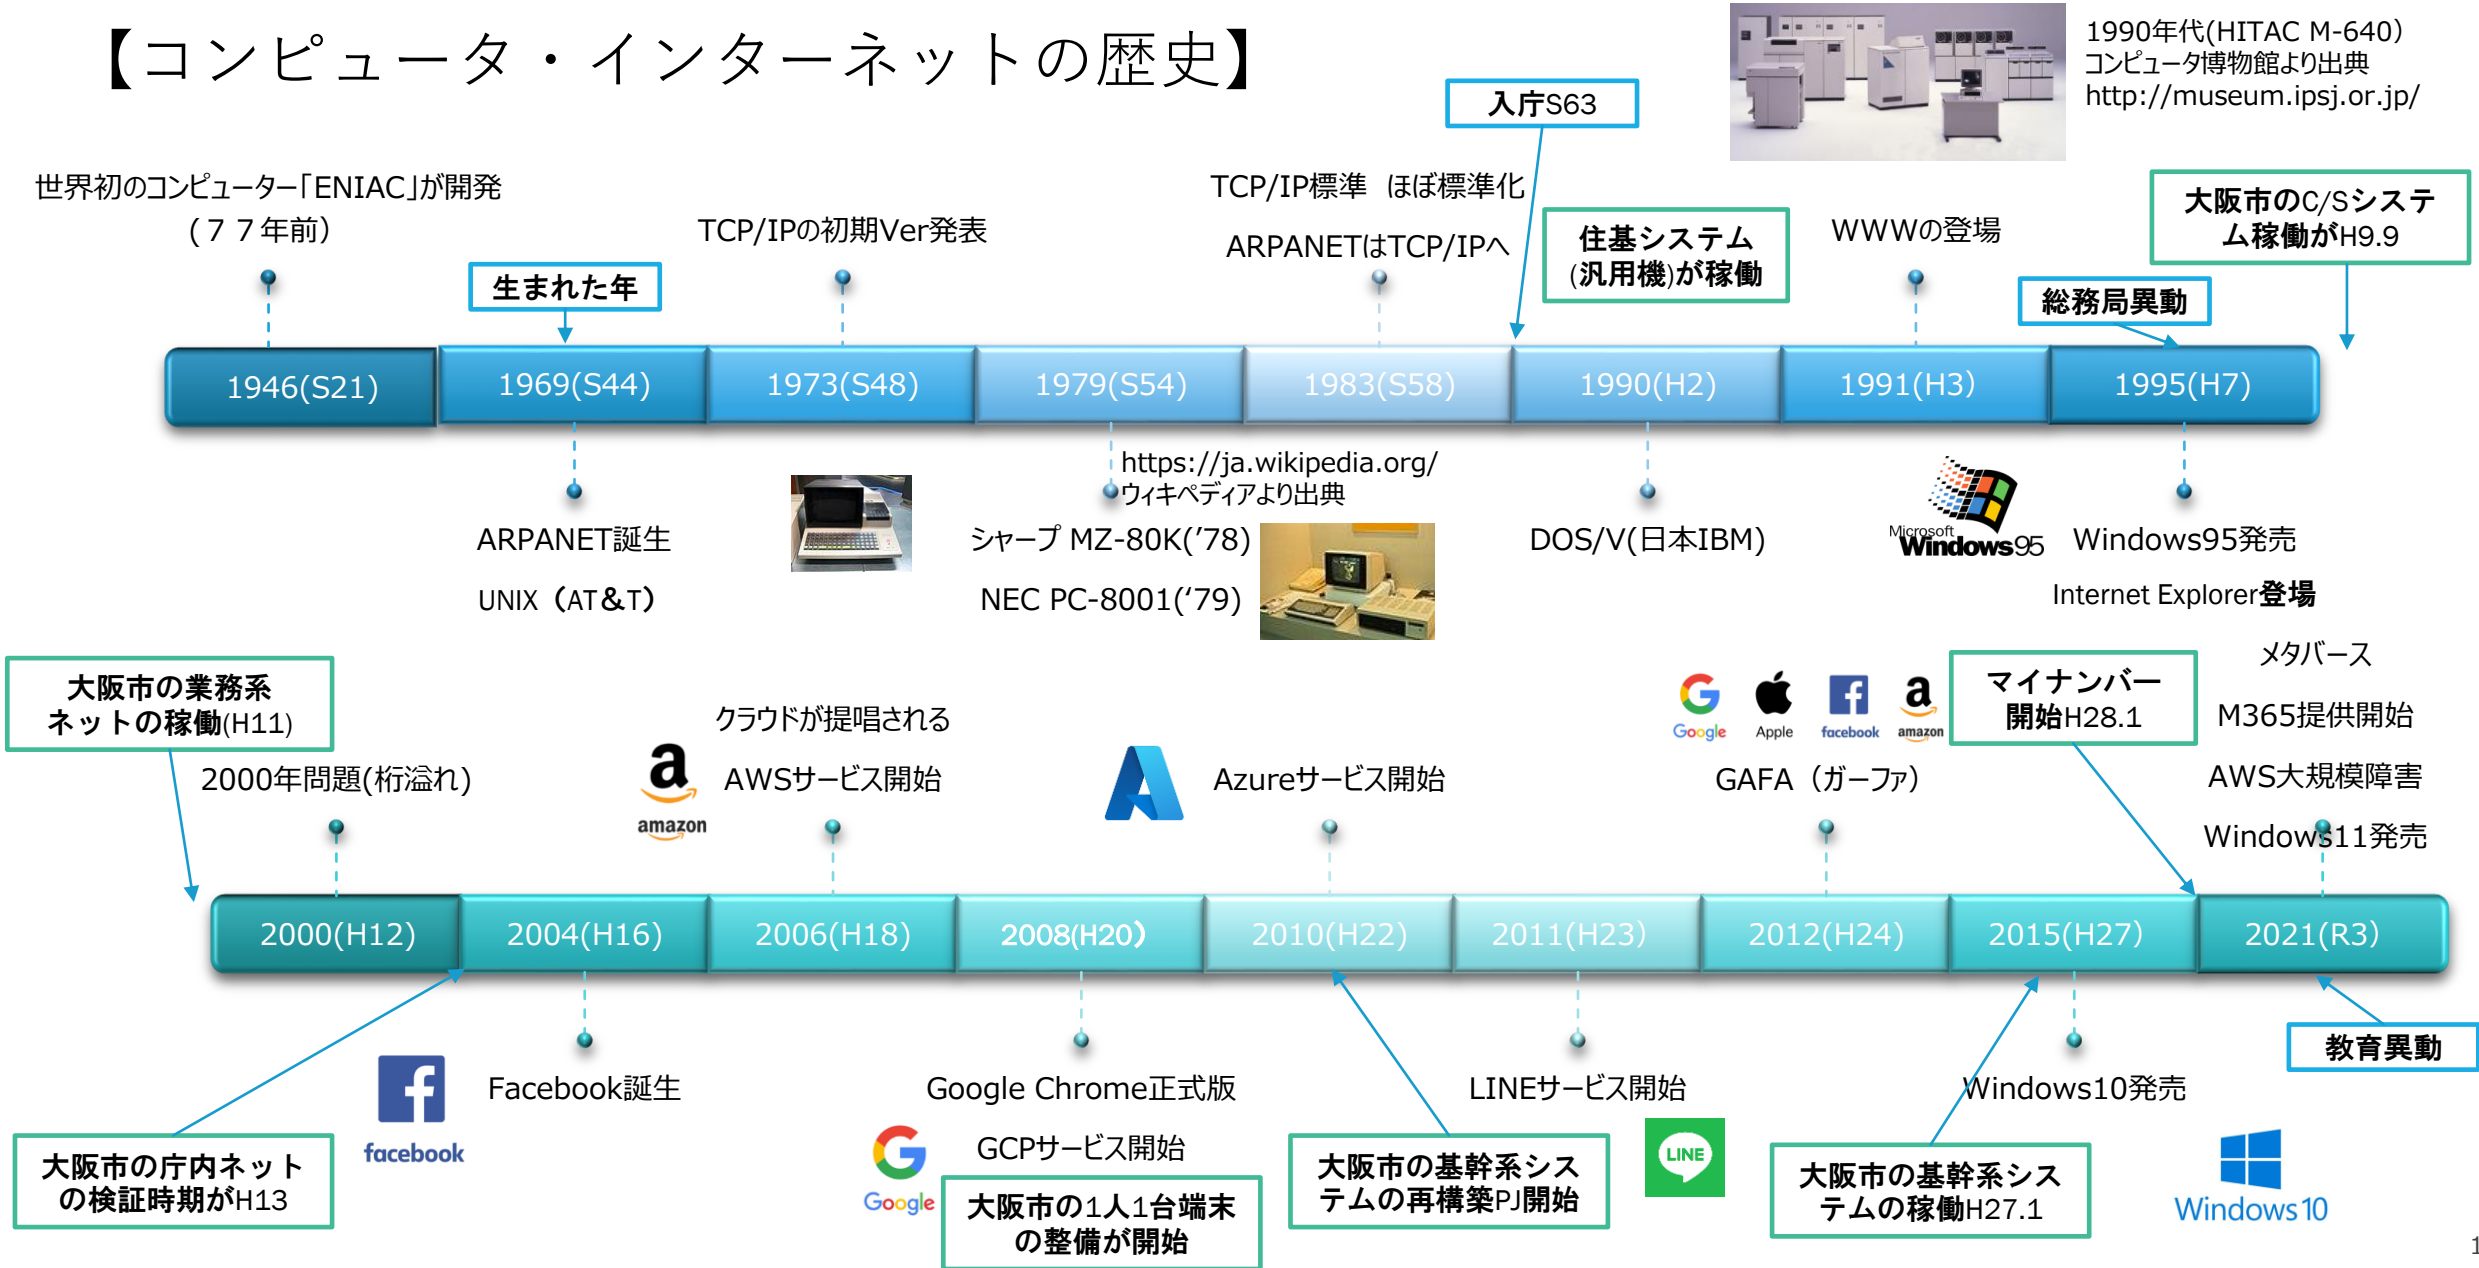 【コンピュータ・インターネットの歴史】
1990年代(HITAC M-640)
コンピュータ博物館より出典
http://museum.ipsj.or.jp/
入庁S63
世界初のコンピューター「ENIAC」が開発
(７７年前)
生まれた年
TCP/IPの初期Ver発表
TCP/IP標準 ほぼ標準化
ARPANETはTCP/IPへ
住基システム
(汎用機)が稼働
WWWの登場
総務局異動
大阪市のC/Sシステ
ム稼働がH9.9
1946(S21)
1969(S44)
1973(S48)
1979(S54)
1983(S58)
1990(H2)
1991(H3)
1995(H7)
ARPANET誕生
UNIX（AT&T）
https://ja.wikipedia.org/
ウィキペディアより出典
シャープ MZ-80K('78)
NEC PC-8001('79)
DOS/V(日本IBM)
Microsoft
Windows95
Windows95発売
Internet Explorer登場
大阪市の業務系
ネットの稼働(H11)
2000年問題(桁溢れ)
amazon
クラウドが提唱される
AWSサービス開始
Azureサービス開始
Google
Apple
facebook
amazon
GAFA（ガーファ）
マイナンバー
開始H28.1
メタバース
M365提供開始
AWS大規模障害
Windows11発売
2000(H12)
2004(H16)
2006(H18)
2008(H20)
2010(H22)
2011(H23)
2012(H24)
2015(H27)
2021(R3)
大阪市の庁内ネット
の検証時期がH13
facebook
Facebook誕生
Google Chrome正式版
GCPサービス開始
Google
大阪市の1人1台端末
の整備が開始
大阪市の基幹系シス
テムの再構築PJ開始
LINEサービス開始
LINE
Windows10発売
大阪市の基幹系シス
テムの稼働H27.1
教育異動
Windows 10
1